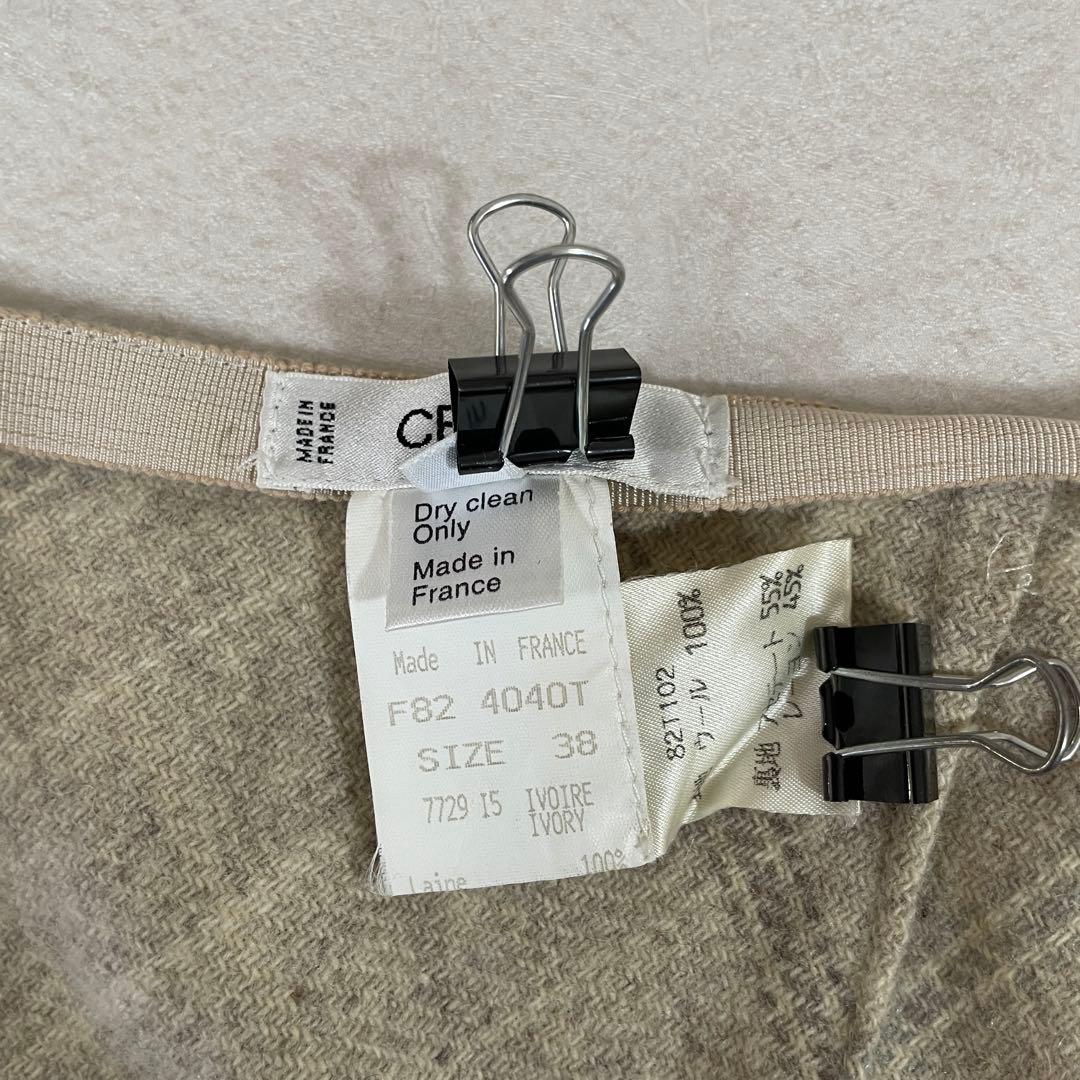 MADE IN
FRANCE
Dry clean
Only
Made in
France
Made IN FRANCE
F82 4040T
SIZE 38
7729 I5 IVOIRE
IVORY
Laine 100%
82T102
ウール 100%
裏地 55%
45%